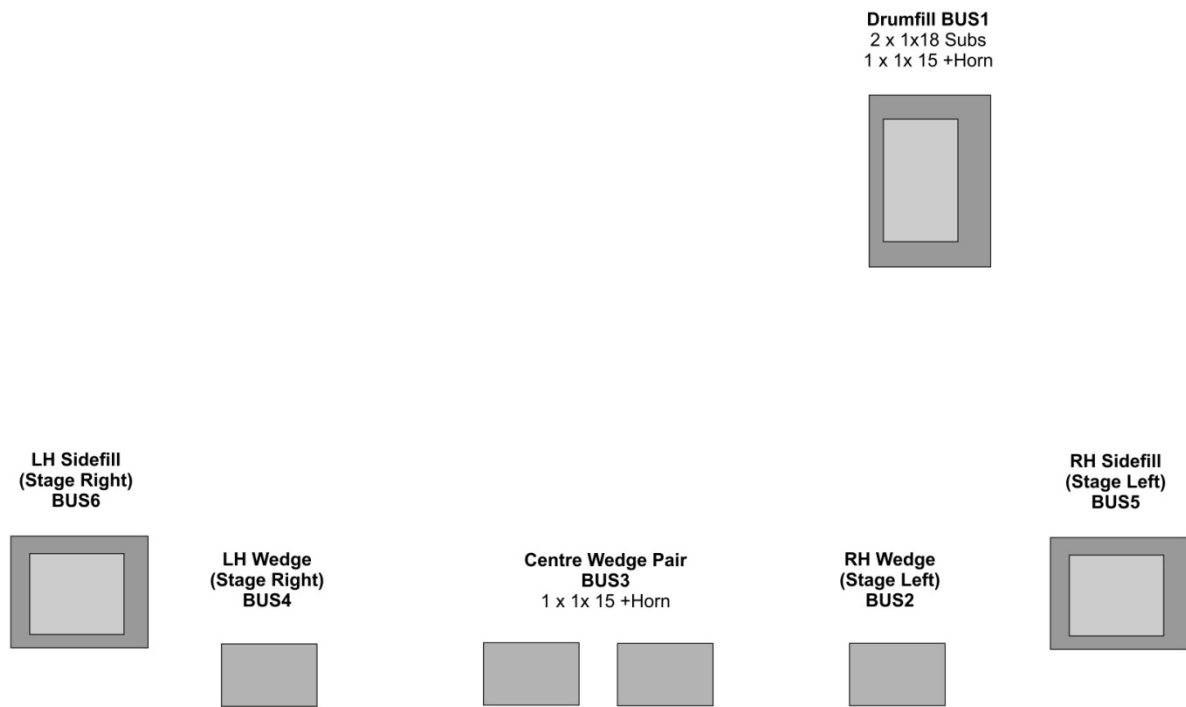 Drumfill BUS1
2 x 1x18 Subs
1 x 1x 15 +Horn
LH Sidefill
(Stage Right)
BUS6
LH Wedge
(Stage Right)
BUS4
Centre Wedge Pair
BUS3
1 x 1x 15 +Horn
RH Wedge
(Stage Left)
BUS2
RH Sidefill
(Stage Left)
BUS5